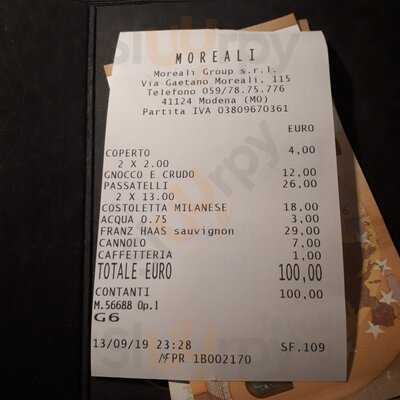 MOREALI
Moreali Group s.r.l.
Via Gaetano Moreali, 115
Telefono 059/78.75.776
41124 Modena (MO)
Partita IVA 03809670361
EURO
COPERTO 4,00
2 X 2.00
GNOCCO E CRUDO 12,00
PASSATELLI 26,00
2 X 13.00
COSTOLETTA MILANESE 18,00
ACQUA 0.75 3,00
FRANZ HAAS sauvignon 29,00
CANNOLO 7,00
CAFFETTERIA 1,00
TOTALE EURO 100,00
CONTANTI 100,00
M.56688 Op.1
G6
13/09/19 23:28 SF.109
MFPR 1B002170